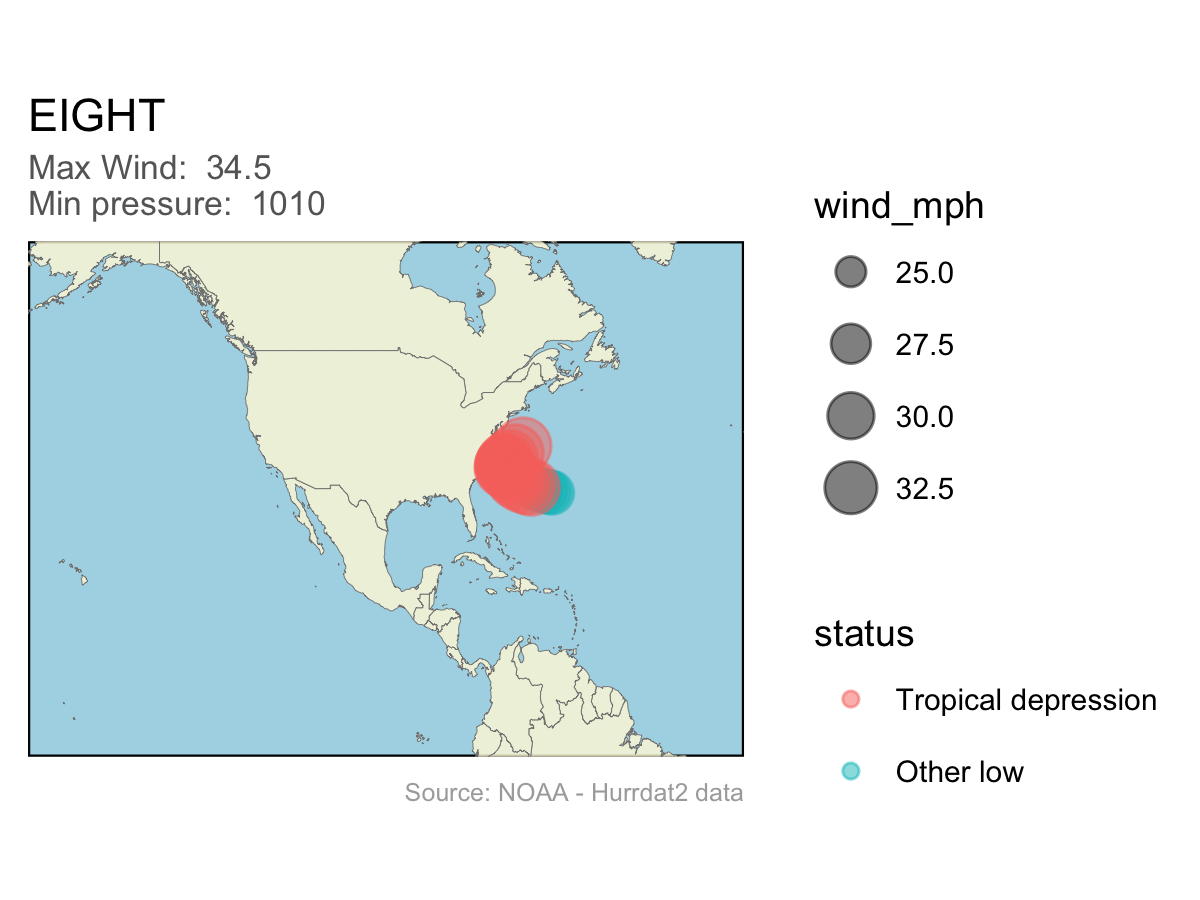 EIGHT
Max Wind:  34.5
Min pressure:  1010
wind_mph
25.0
27.5
30.0
32.5
status
Tropical depression
Other low
Source: NOAA - Hurrdat2 data